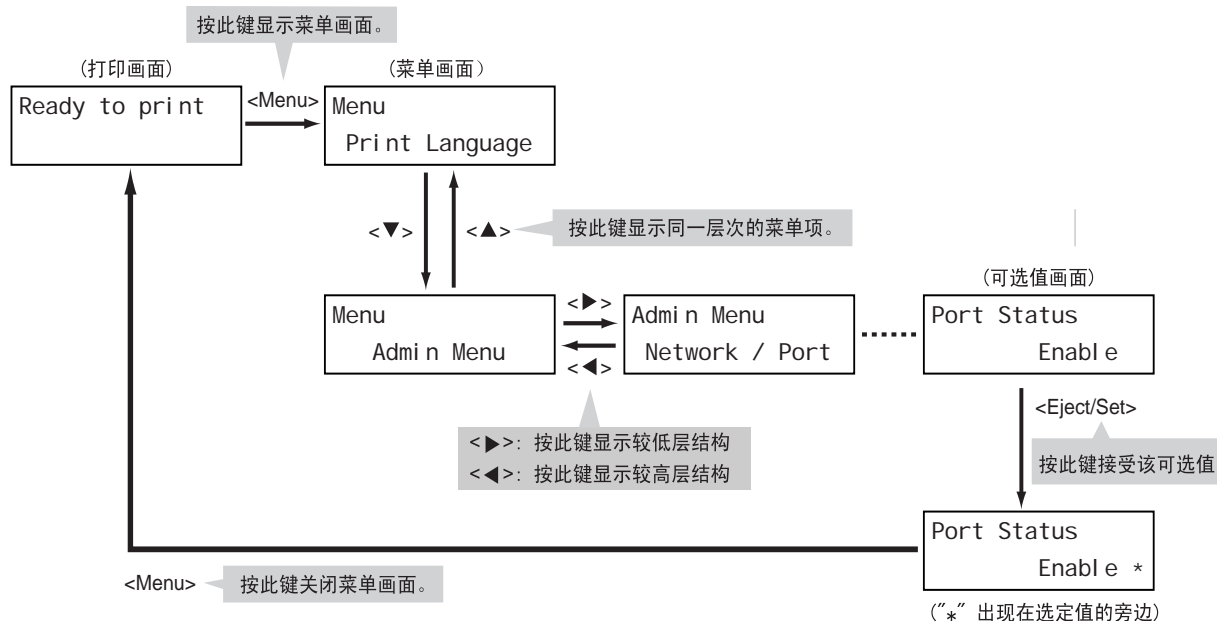 按此键显示菜单画面。
(打印画面)
(菜单画面)
Ready to print
<Menu>
Menu
Print Language
<▼>
<▲>
按此键显示同一层次的菜单项。
(可选值画面)
Menu
Admin Menu
<▶>
<◀>
Admin Menu
Network / Port
Port Status
Enable
<▶>: 按此键显示较低层结构
<◀>: 按此键显示较高层结构
<Eject/Set>
按此键接受该可选值
Port Status
Enable *
<Menu>
按此键关闭菜单画面。
("*" 出现在选定值的旁边)